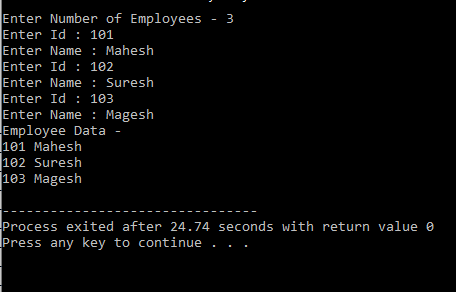 Enter Number of Employees - 3
Enter Id : 101
Enter Name : Mahesh
Enter Id : 102
Enter Name : Suresh
Enter Id : 103
Enter Name : Magesh
Employee Data -
101 Mahesh
102 Suresh
103 Magesh
--------------------------------
Process exited after 24.74 seconds with return value 0
Press any key to continue . . .